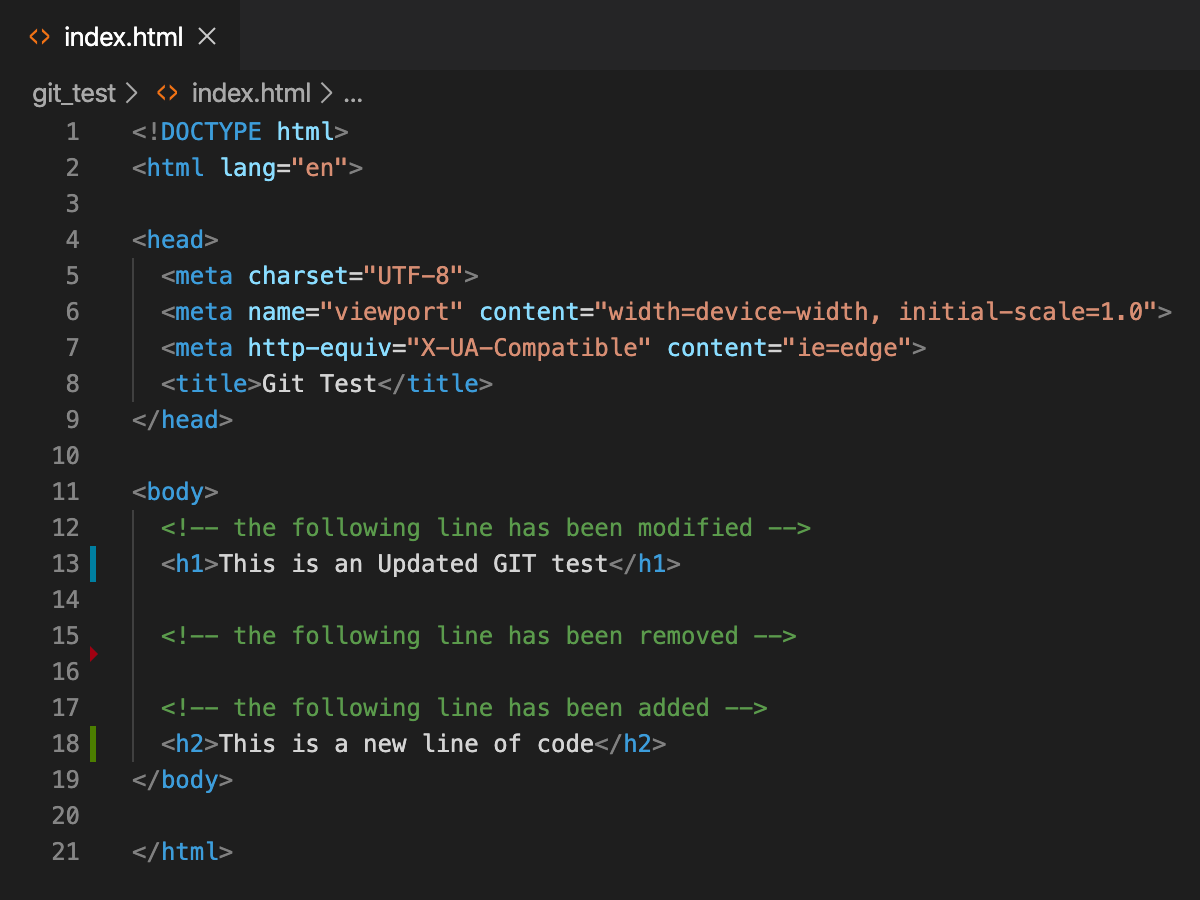 index.html
git_test > index.html > ...
1 <!DOCTYPE html>
2 <html lang="en">
3
4 <head>
5   <meta charset="UTF-8">
6   <meta name="viewport" content="width=device-width, initial-scale=1.0">
7   <meta http-equiv="X-UA-Compatible" content="ie=edge">
8   <title>Git Test</title>
9 </head>
10
11 <body>
12   <!-- the following line has been modified -->
13   <h1>This is an Updated GIT test</h1>
14
15   <!-- the following line has been removed -->
16
17   <!-- the following line has been added -->
18   <h2>This is a new line of code</h2>
19 </body>
20
21 </html>